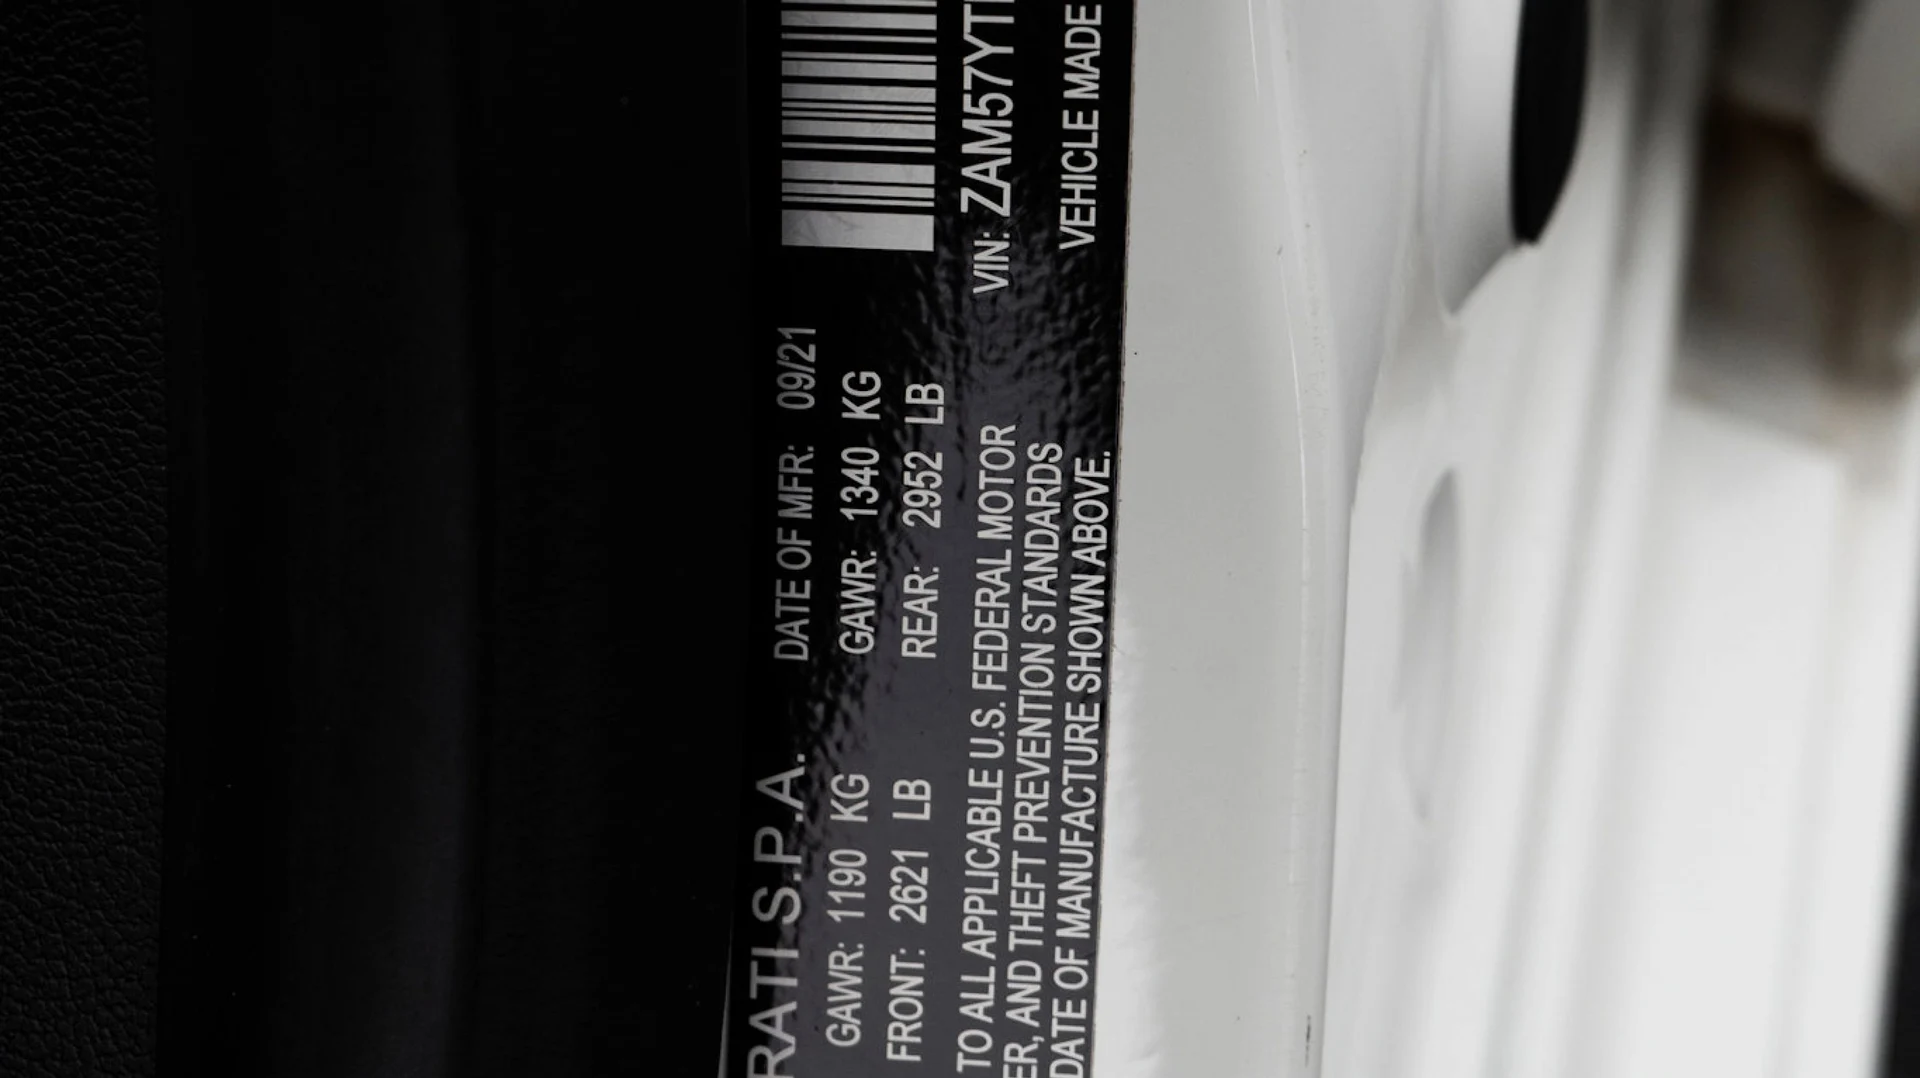 RATI S.P.A. DATE OF MFR: 09/21
GAWR: 1190 KG GAWR: 1340 KG
FRONT: 2621 LB REAR: 2952 LB
TO ALL APPLICABLE U.S. FEDERAL MOTOR
ER, AND THEFT PREVENTION STANDARDS
DATE OF MANUFACTURE SHOWN ABOVE.
VIN: ZAM57YT
VEHICLE MADE